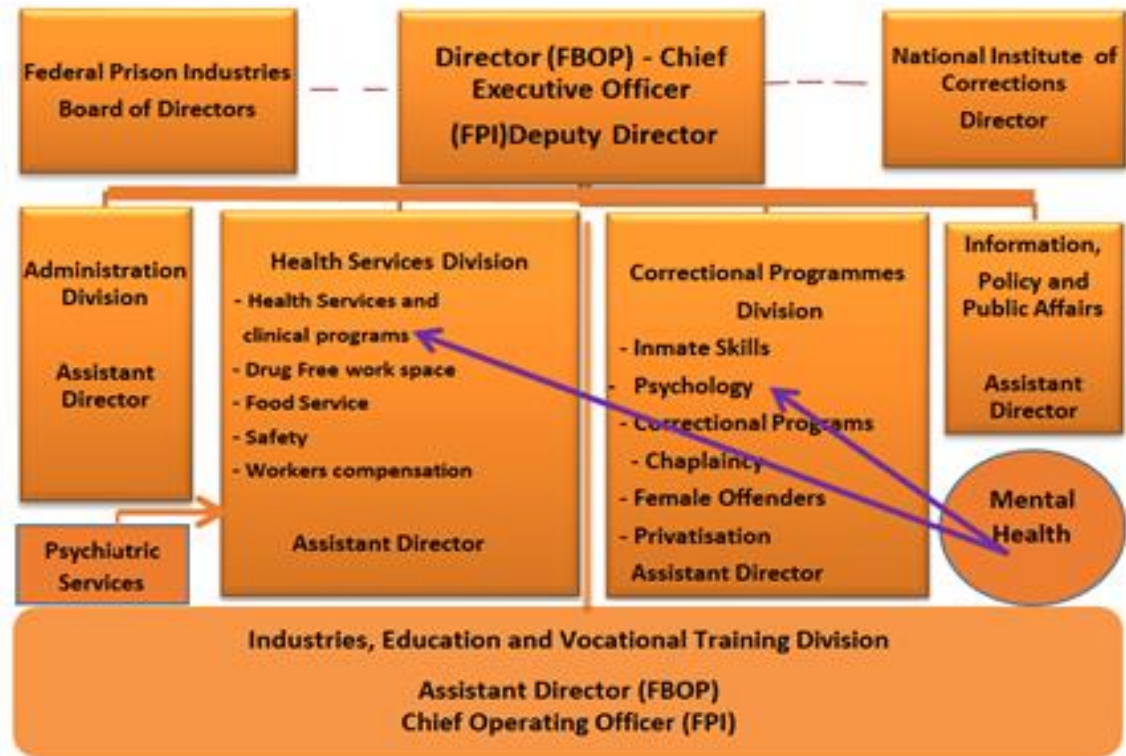 Federal Prison Industries
Board of Directors
Director (FBOP) - Chief
Executive Officer
(FPI)Deputy Director
National Institute of
Corrections
Director
Administration
Division
Assistant
Director
Health Services Division
- Health Services and
clinical programs
- Drug Free work space
- Food Service
- Safety
- Workers compensation
Assistant Director
Correctional Programmes
Division
- Inmate Skills
- Psychology
- Correctional Programs
- Chaplaincy
- Female Offenders
- Privatisation
Assistant Director
Information,
Policy and
Public Affairs
Assistant
Director
Psychiutric
Services
Mental
Health
Industries, Education and Vocational Training Division
Assistant Director (FBOP)
Chief Operating Officer (FPI)